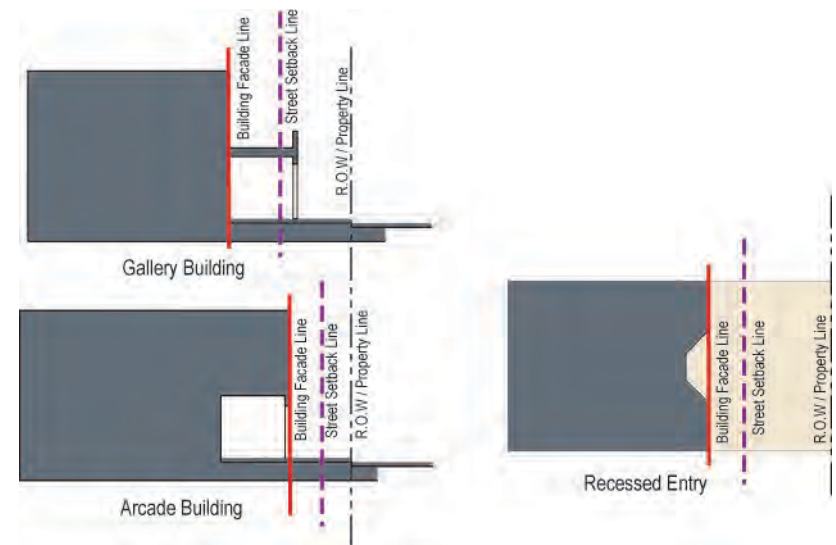 Building Facade Line
Street Setback Line
R.O.W / Property Line
Gallery Building
Building Facade Line
Street Setback Line
R.O.W / Property Line
Arcade Building
Building Facade Line
Street Setback Line
R.O.W / Property Line
Recessed Entry